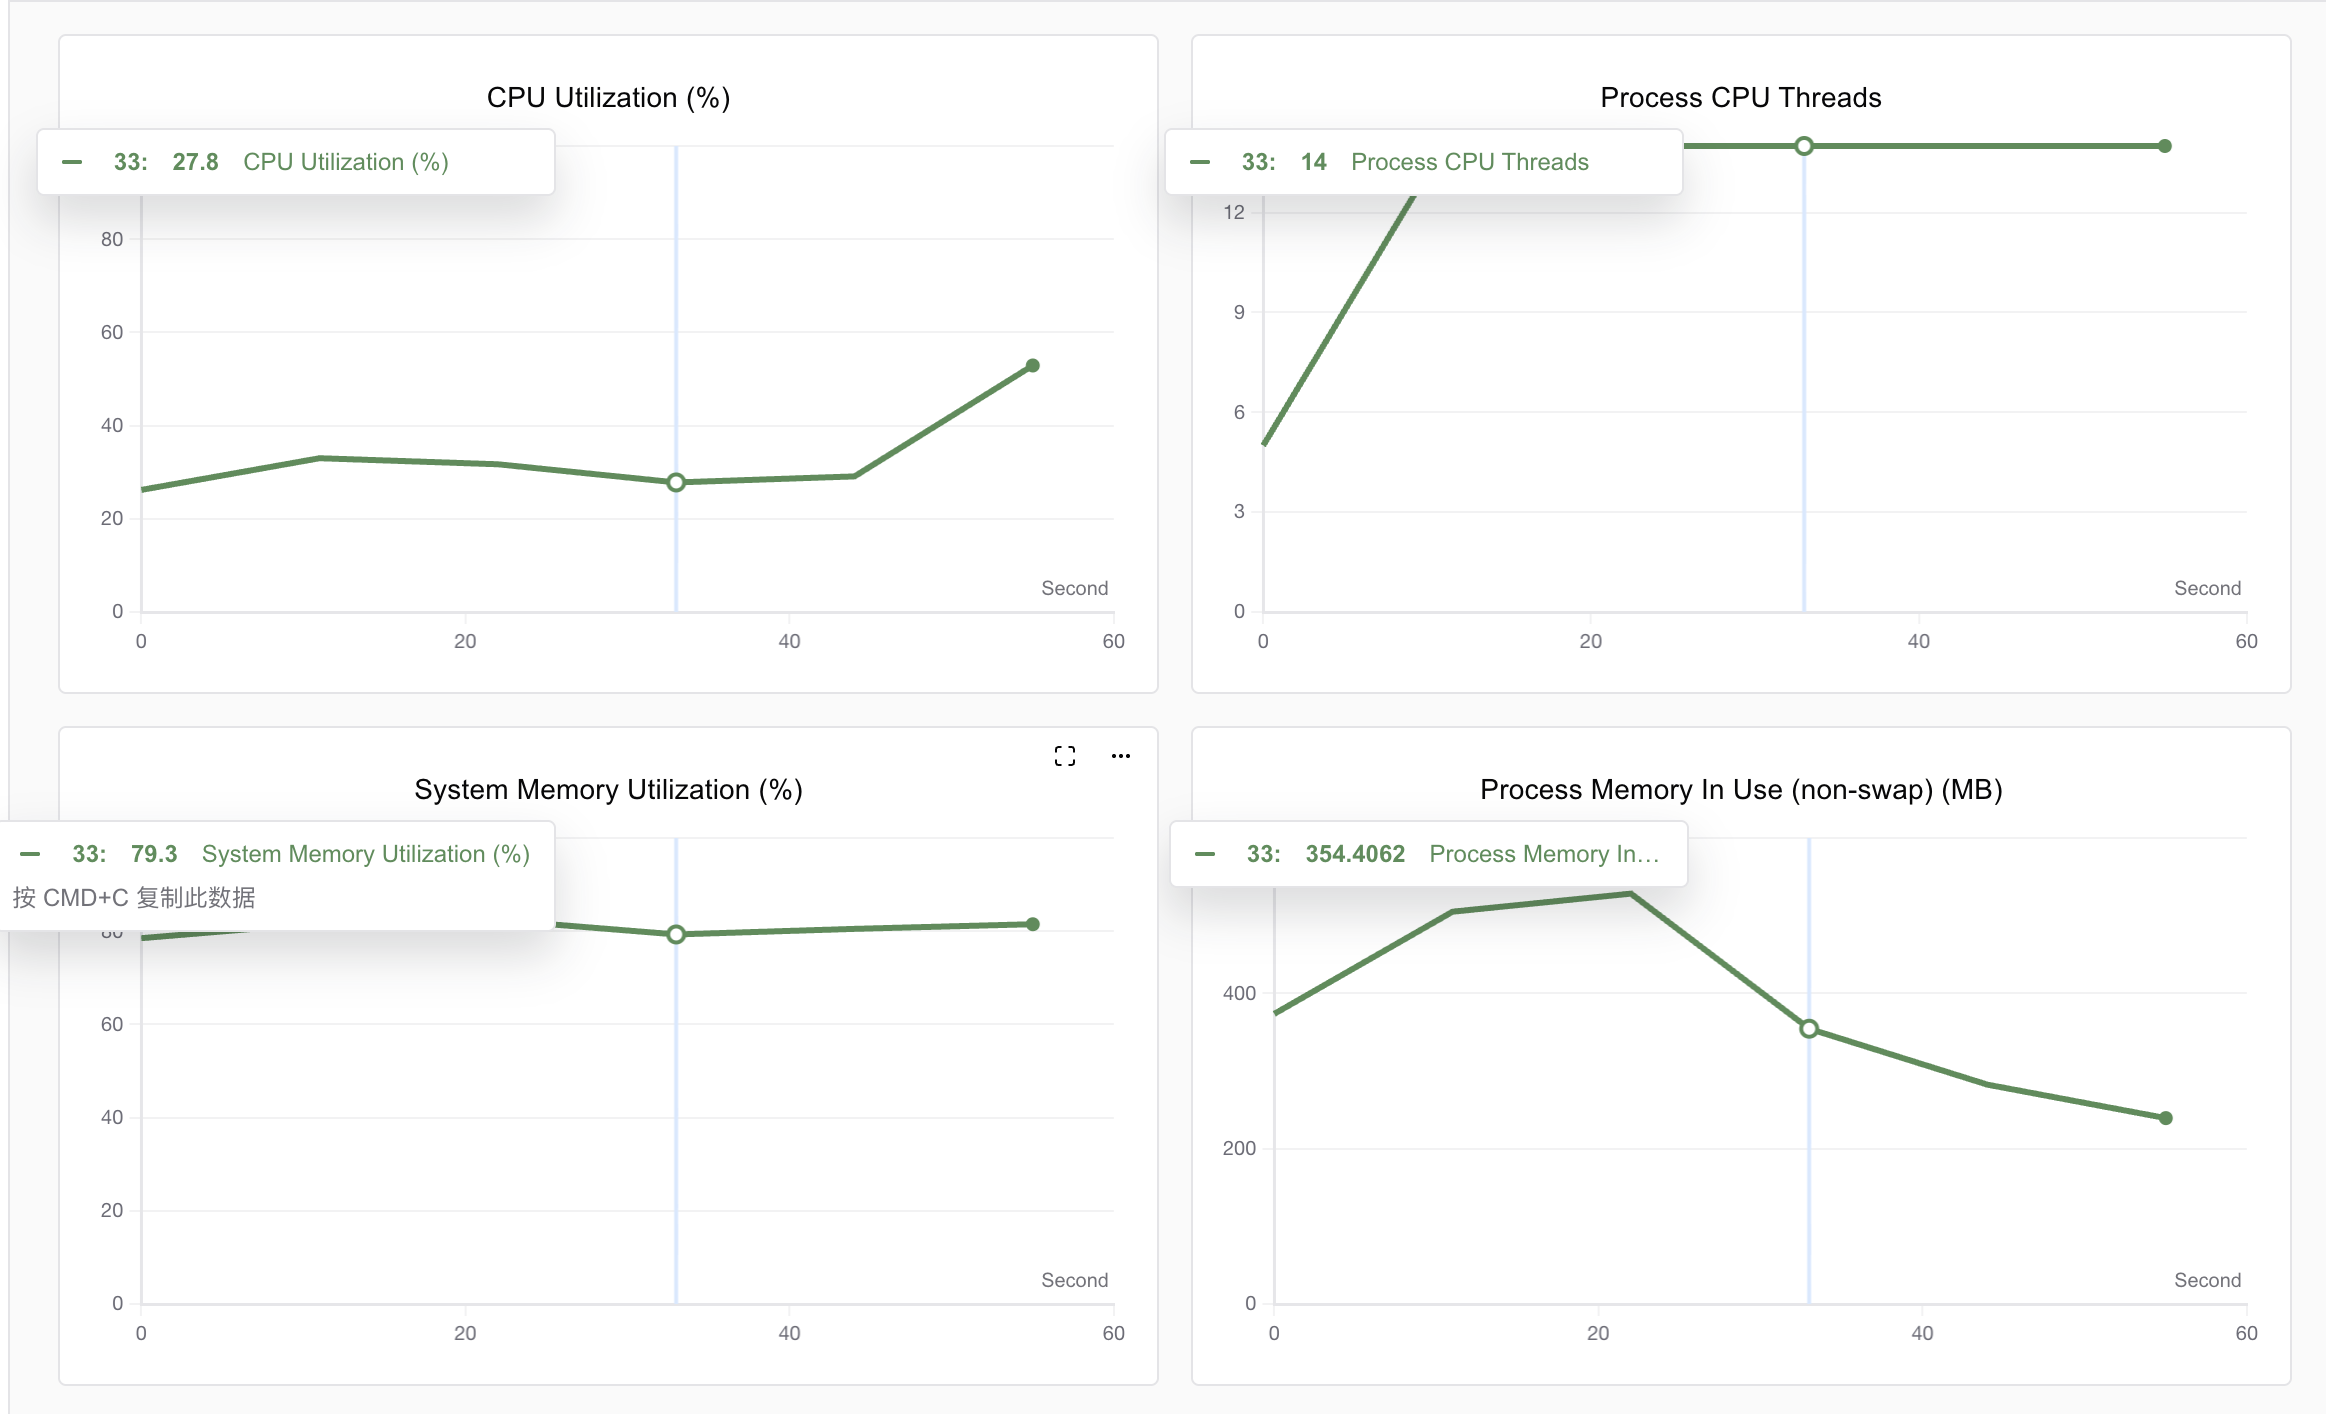 CPU Utilization (%)
33: 27.8 CPU Utilization (%)
80
60
40
20
0
Second
0 20 40 60
Process CPU Threads
33: 14 Process CPU Threads
12
9
6
3
0
Second
0 20 40 60
System Memory Utilization (%)
33: 79.3 System Memory Utilization (%)
按 CMD+C 复制此数据
80
60
40
20
0
Second
0 20 40 60
Process Memory In Use (non-swap) (MB)
33: 354.4062 Process Memory In...
400
200
0
Second
0 20 40 60